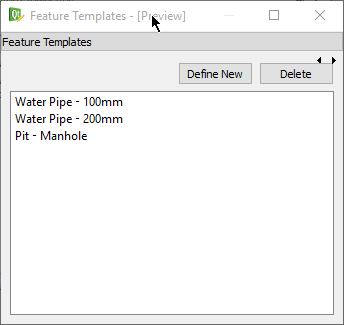 Feature Templates - [Preview]
Feature Templates
Define New Delete
Water Pipe - 100mm
Water Pipe - 200mm
Pit - Manhole